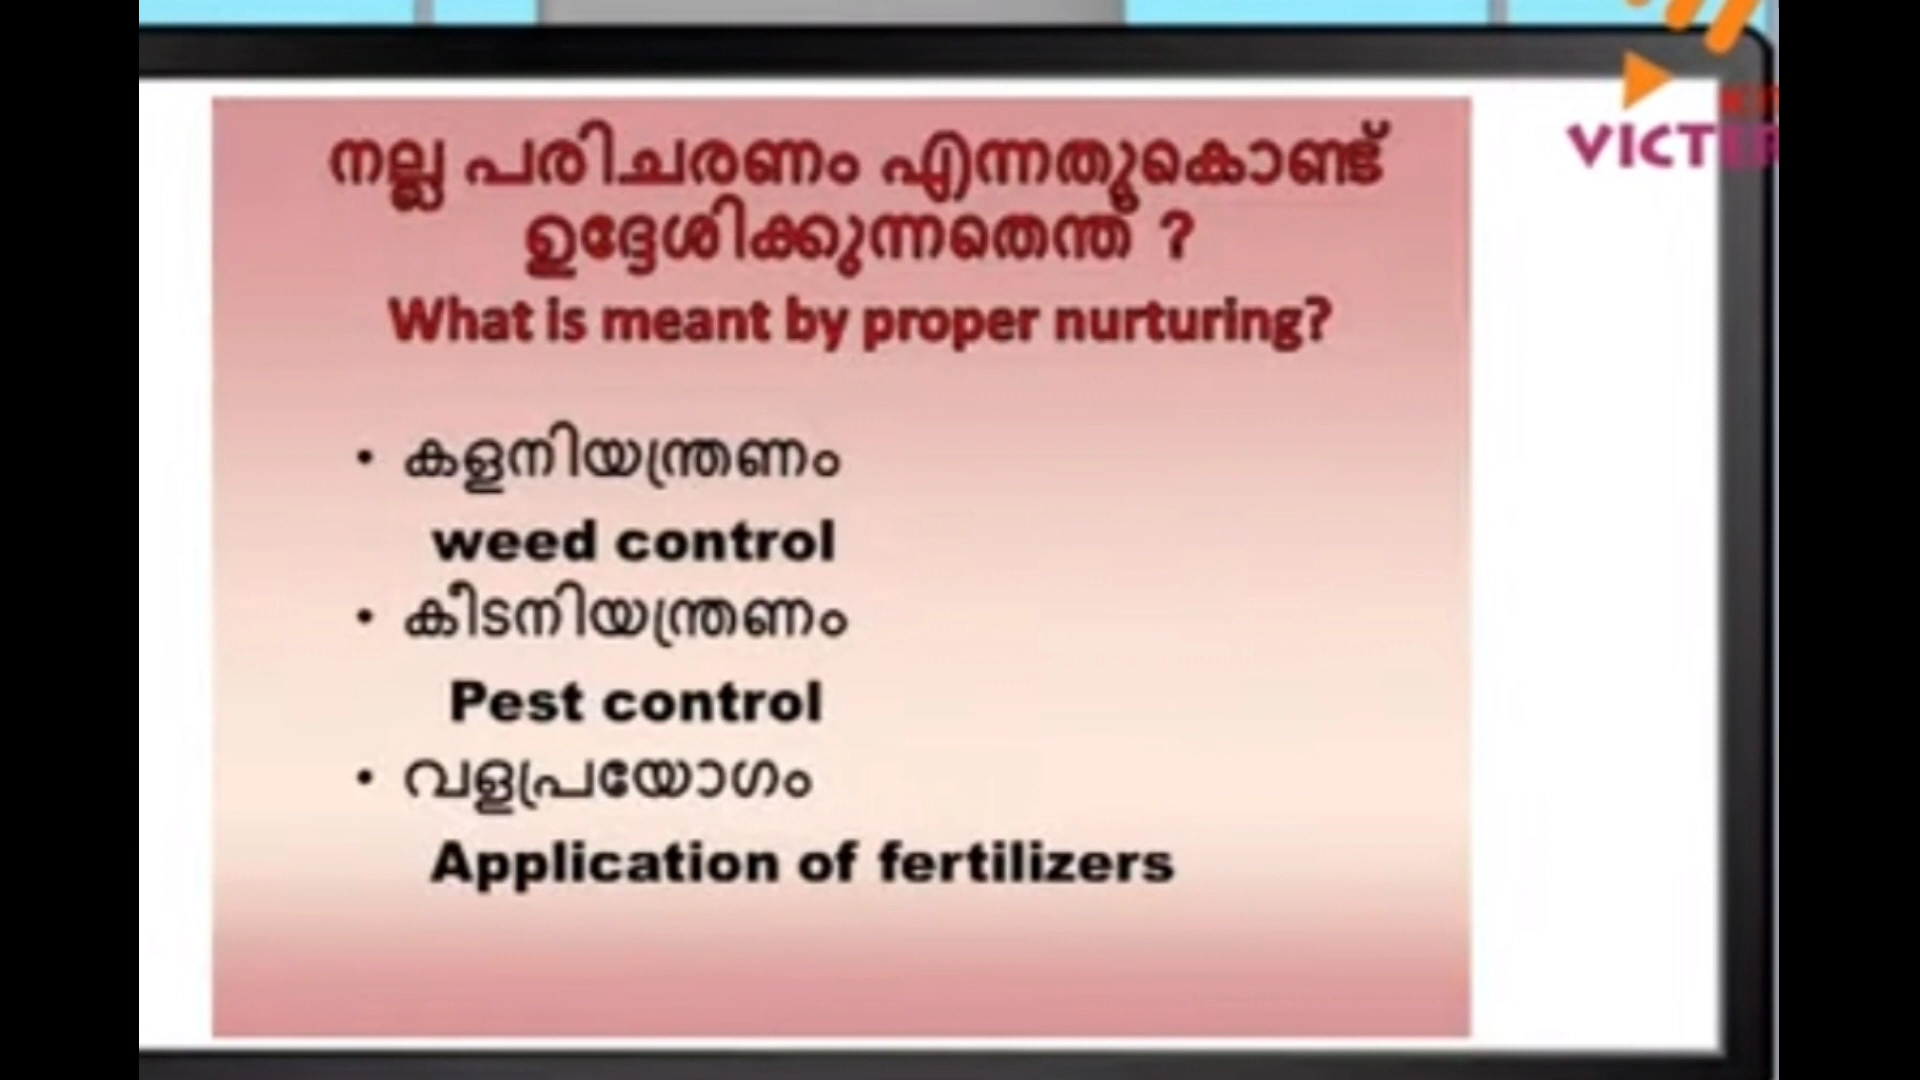 നല്ല പരിചരണം എന്നതുകൊണ്ട്
ഉദ്ദേശിക്കുന്നതെന്ത് ?
What is meant by proper nurturing?
• കളനിയന്ത്രണം
weed control
• കീടനിയന്ത്രണം
Pest control
• വളപ്രയോഗം
Application of fertilizers